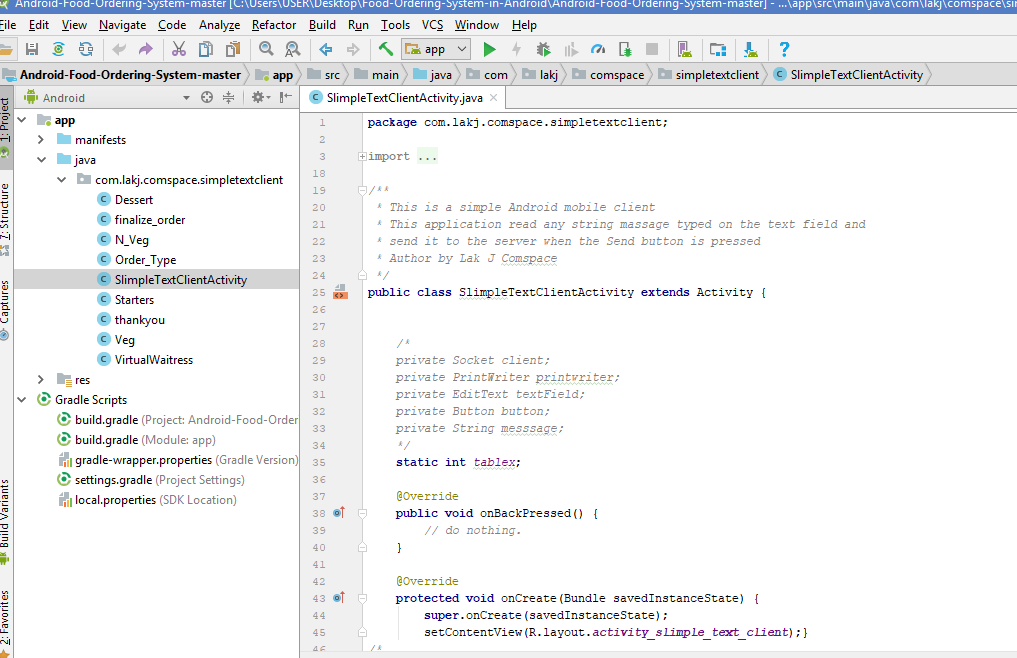 Android-Food-Ordering-System-master [C:\Users\USER\Desktop\Food-Ordering-System-in-Android\Android-Food-Ordering-System-master] - ...\app\src\main\java\com\lakj\comspace\sim
File Edit View Navigate Code Analyze Refactor Build Run Tools VCS Window Help
app
Android-Food-Ordering-System-master app src main java com lakj comspace simpletextclient SlimpleTextClientActivity
1: Project
7: Structure
Captures
Build Variants
2: Favorites
Android
app
manifests
java
com.lakj.comspace.simpletextclient
Dessert
finalize_order
N_Veg
Order_Type
SlimpleTextClientActivity
Starters
thankyou
Veg
VirtualWaitress
res
Gradle Scripts
build.gradle (Project: Android-Food-Order
build.gradle (Module: app)
gradle-wrapper.properties (Gradle Version)
settings.gradle (Project Settings)
local.properties (SDK Location)
SlimpleTextClientActivity.java
1 package com.lakj.comspace.simpletextclient;
2
3 import ...
18
19 /**
20 * This is a simple Android mobile client
21 * This application read any string massage typed on the text field and
22 * send it to the server when the Send button is pressed
23 * Author by Lak J Comspace
24 */
25 public class SlimpleTextClientActivity extends Activity {
26
27
28 /*
29 private Socket client;
30 private PrintWriter printwriter;
31 private EditText textField;
32 private Button button;
33 private String messsage;
34 */
35 static int tablex;
36
37 @Override
38 public void onBackPressed() {
39 // do nothing.
40 }
41
42 @Override
43 protected void onCreate(Bundle savedInstanceState) {
44 super.onCreate(savedInstanceState);
45 setContentView(R.layout.activity_slimple_text_client);}
46 /*